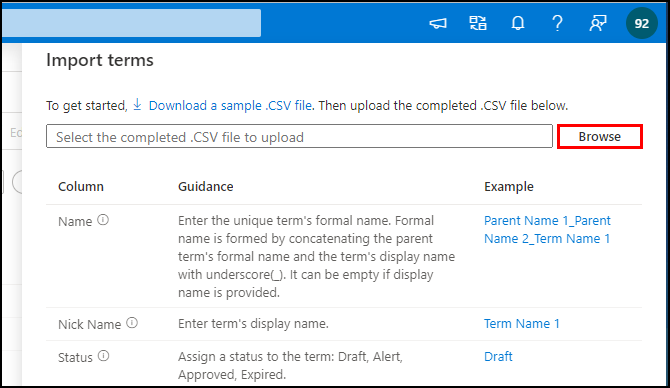 92
Import terms
To get started, Download a sample .CSV file. Then upload the completed .CSV file below.
Ed
Select the completed .CSV file to upload
Browse
Column Guidance Example
Name Enter the unique term's formal name. Formal Parent Name 1_Parent
name is formed by concatenating the parent Name 2_Term Name 1
term's formal name and the term's display name
with underscore(_). It can be empty if display
name is provided.
Nick Name Enter term's display name. Term Name 1
Status Assign a status to the term: Draft, Alert, Draft
Approved, Expired.